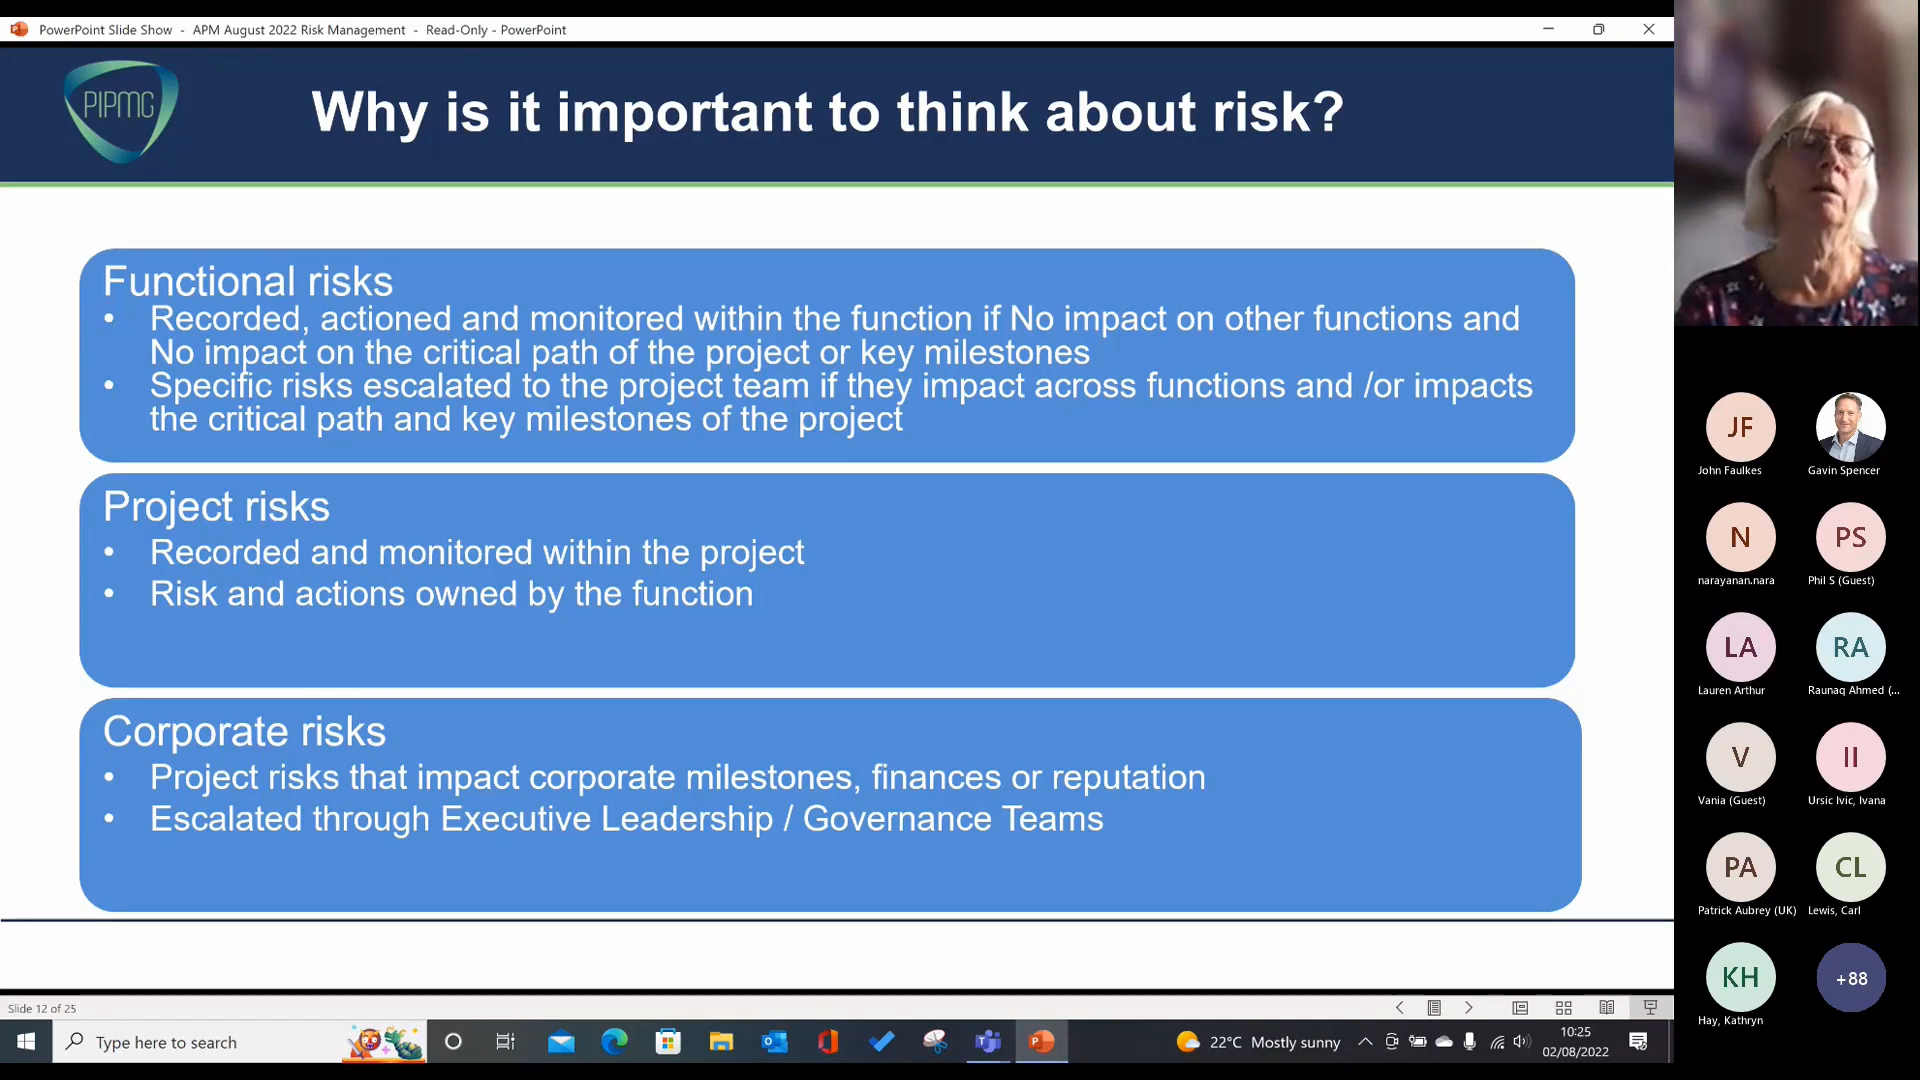 PowerPoint Slide Show - APM August 2022 Risk Management - Read-Only - PowerPoint
PIPMG
Why is it important to think about risk?
Functional risks
• Recorded, actioned and monitored within the function if No impact on other functions and
No impact on the critical path of the project or key milestones
• Specific risks escalated to the project team if they impact across functions and /or impacts
the critical path and key milestones of the project
Project risks
• Recorded and monitored within the project
• Risk and actions owned by the function
Corporate risks
• Project risks that impact corporate milestones, finances or reputation
• Escalated through Executive Leadership / Governance Teams
JF
John Faulkes
Gavin Spencer
N
PS
narayanan.nara
Phil S (Guest)
LA
RA
Lauren Arthur
Raunaq Ahmed (...
V
II
Vania (Guest)
Ursic Ivic, Ivana
PA
CL
Patrick Aubrey (UK)
Lewis, Carl
KH
+88
Hay, Kathryn
Slide 12 of 25
Type here to search
22°C Mostly sunny
10:25
02/08/2022